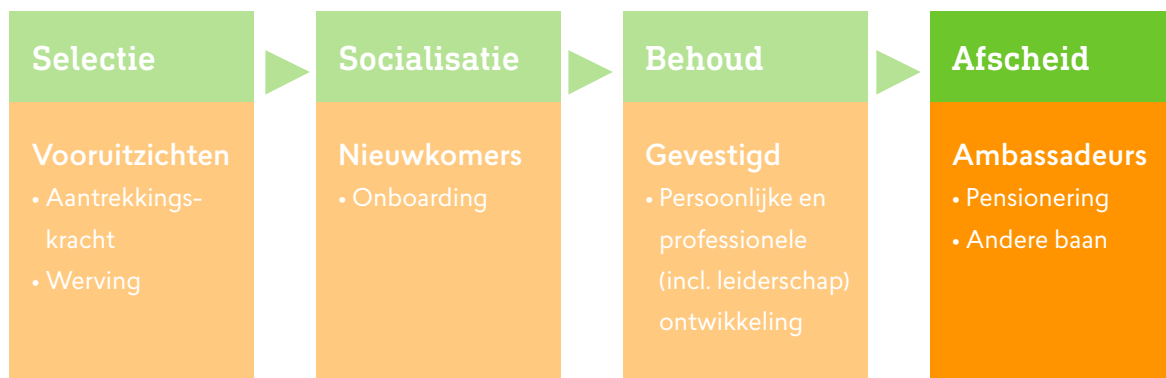 Selectie
Vooruitzichten
• Aantrekkings-
kracht
• Werving
Socialisatie
Nieuwkomers
• Onboarding
Behoud
Gevestigd
• Persoonlijke en
professionele
(incl. leiderschap)
ontwikkeling
Afscheid
Ambassadeurs
• Pensionering
• Andere baan